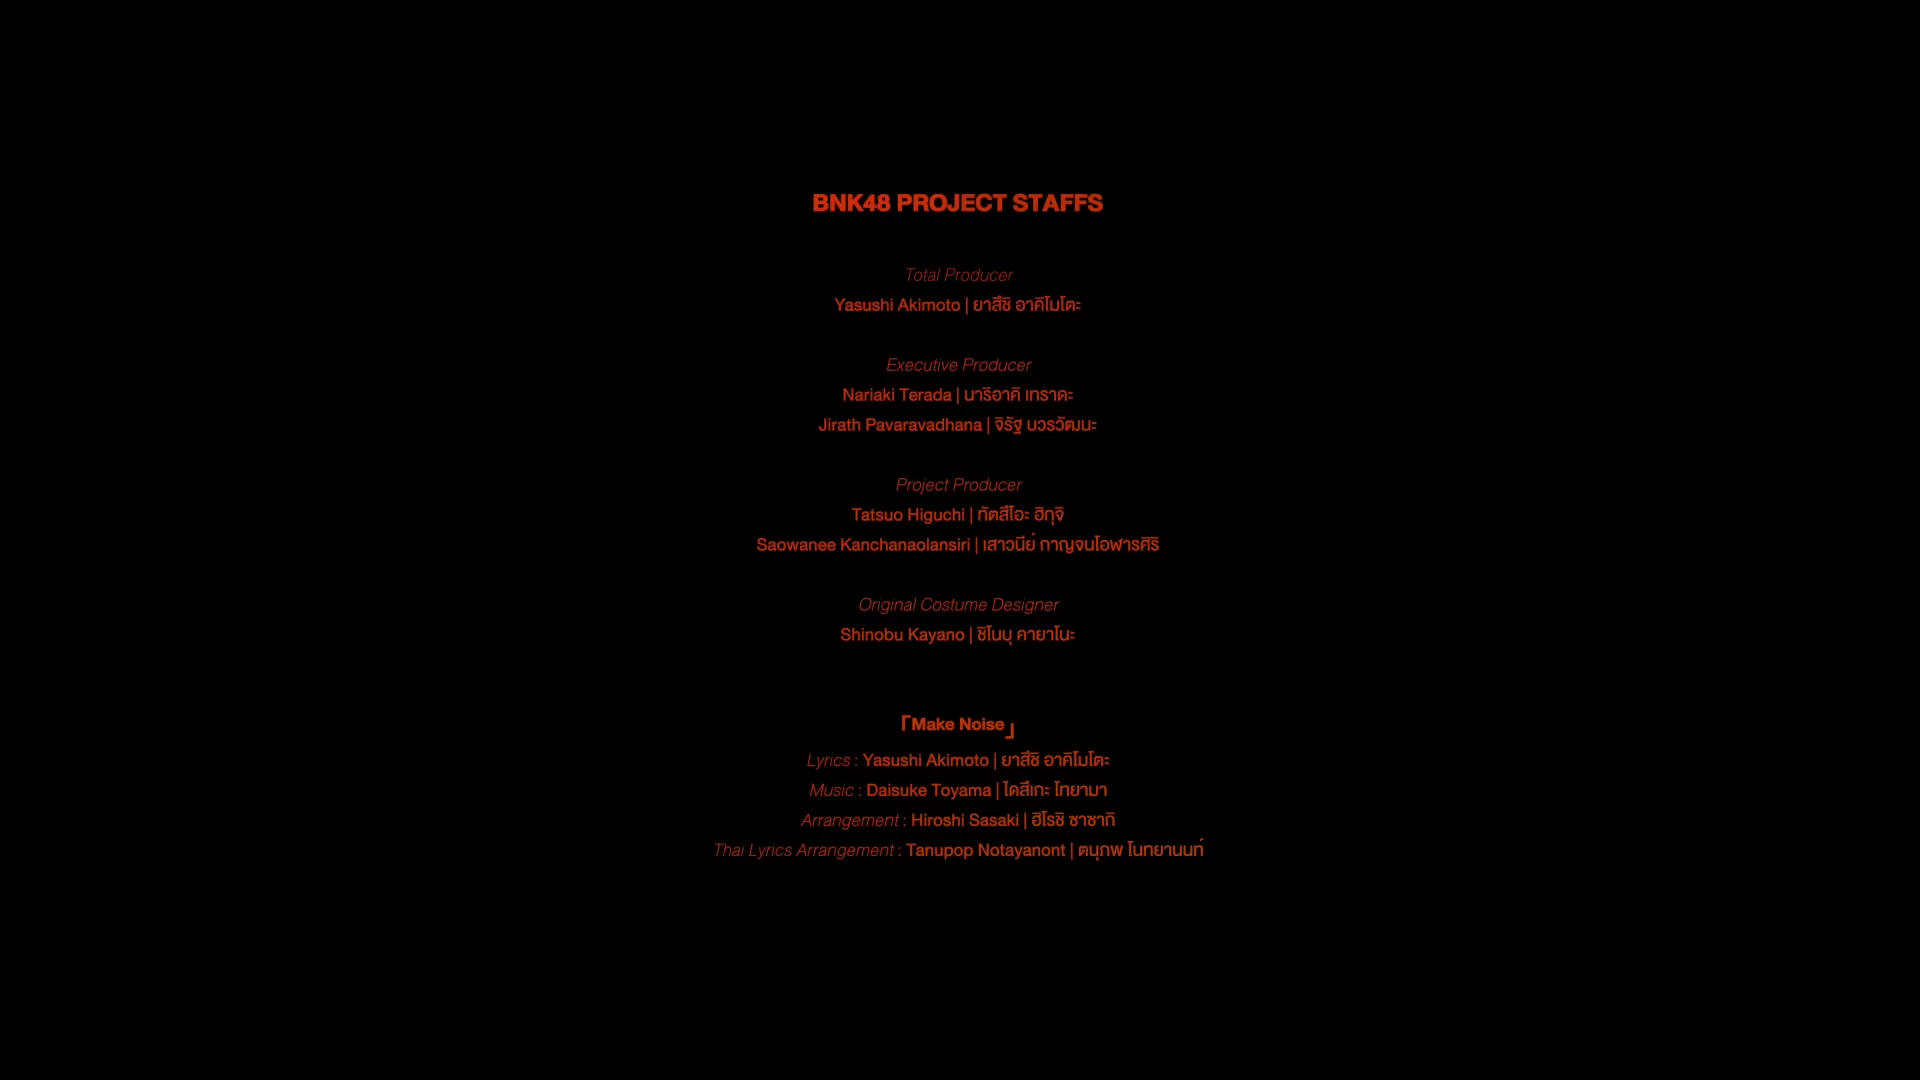 BNK48 PROJECT STAFFS
Total Producer
Yasushi Akimoto | ยาสึชิ อาคิโมโตะ
Executive Producer
Nariaki Terada | นาริอาคิ เทราดะ
Jirath Pavaravadhana | จิรัฐ บวรวัฒนะ
Project Producer
Tatsuo Higuchi | ทัตสึโอะ ฮิกุจิ
Saowanee Kanchanaolansiri | เสาวนีย์ กาญจนโอฬารศิริ
Original Costume Designer
Shinobu Kayano | ชิโนบุ คายาโนะ
「Make Noise」
Lyrics : Yasushi Akimoto | ยาสึชิ อาคิโมโตะ
Music : Daisuke Toyama | ไดสึเกะ โทยามา
Arrangement : Hiroshi Sasaki | ฮิโรชิ ซาซากิ
Thai Lyrics Arrangement : Tanupop Notayanont | ตนุภพ โนทยานนท์